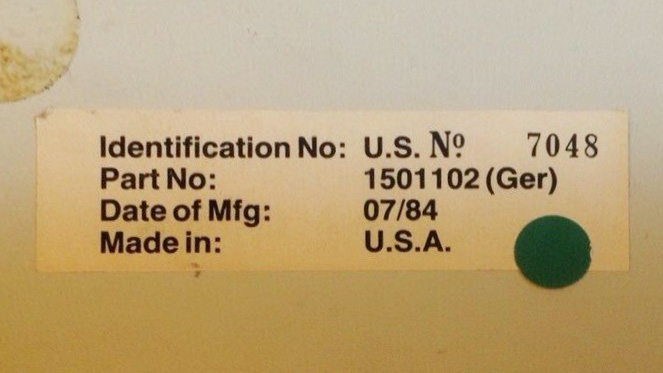 Identification No: U.S. Nº 7048
Part No: 1501102 (Ger)
Date of Mfg: 07/84
Made in: U.S.A.